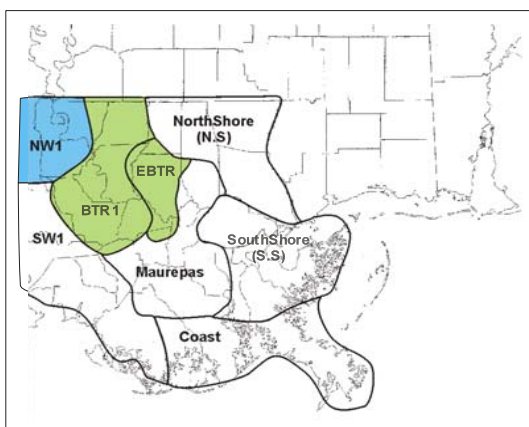 NorthShore
(N.S)
NW1
EBTR
BTR 1
SW1
SouthShore
(S.S)
Maurepas
Coast